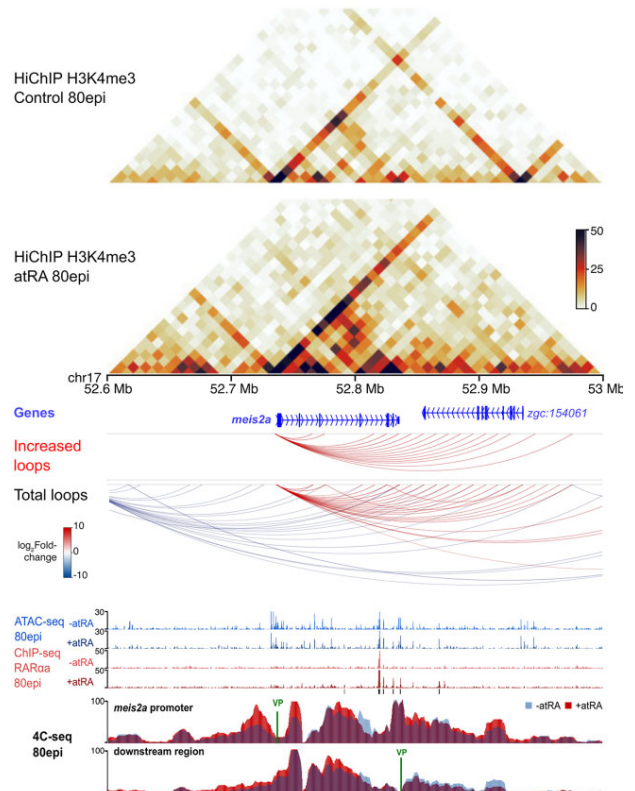 HiChIP H3K4me3
Control 80epi
HiChIP H3K4me3
atRA 80epi
50
25
0
chr17
52.6 Mb 52.7 Mb 52.8 Mb 52.9 Mb 53 Mb
Genes
meis2a
zgc:154061
Increased
loops
Total loops
log2Fold-
change
10
0
-10
ATAC-seq
80epi
-atRA
30
+atRA
30
ChIP-seq
RARαa
80epi
-atRA
50
+atRA
50
4C-seq
80epi
100
meis2a promoter
VP
-atRA
+atRA
100
downstream region
VP